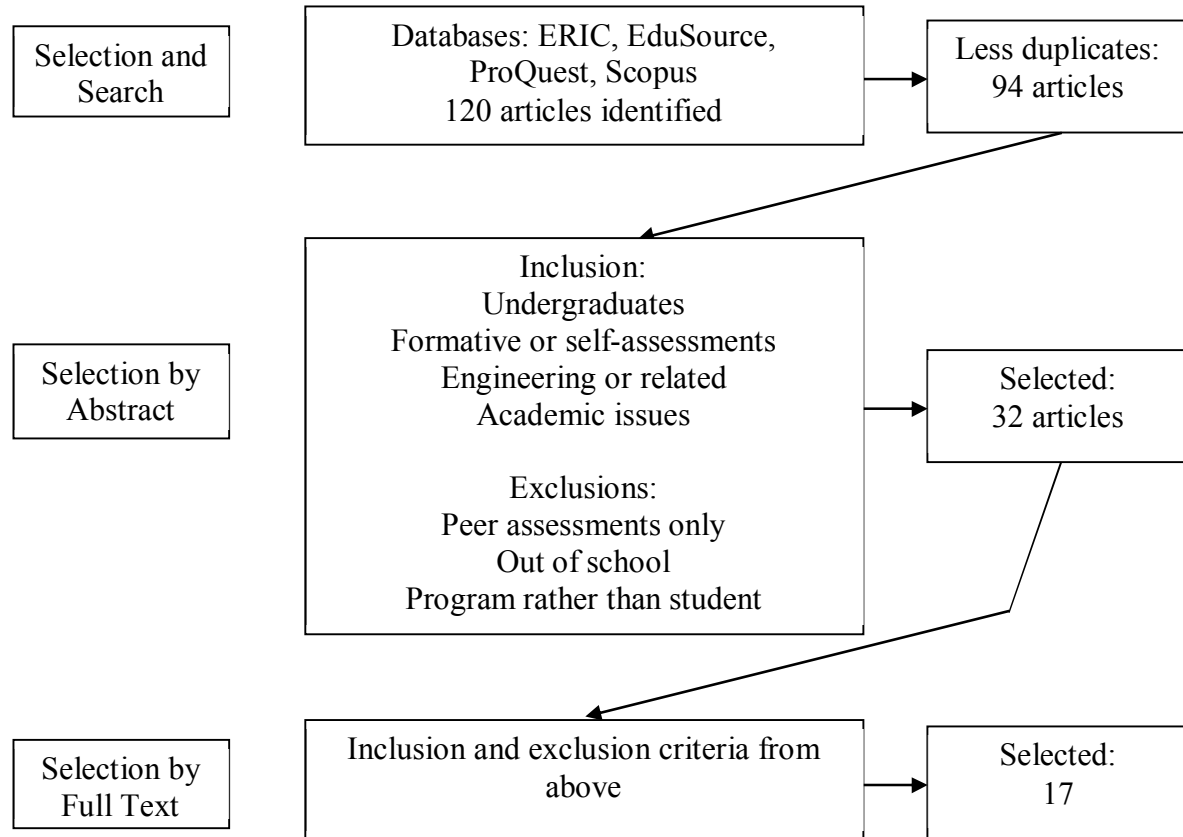 Selection and
Search
Databases: ERIC, EduSource,
ProQuest, Scopus
120 articles identified
Less duplicates:
94 articles
Selection by
Abstract
Inclusion:
Undergraduates
Formative or self-assessments
Engineering or related
Academic issues
Exclusions:
Peer assessments only
Out of school
Program rather than student
Selected:
32 articles
Selection by
Full Text
Inclusion and exclusion criteria from
above
Selected:
17